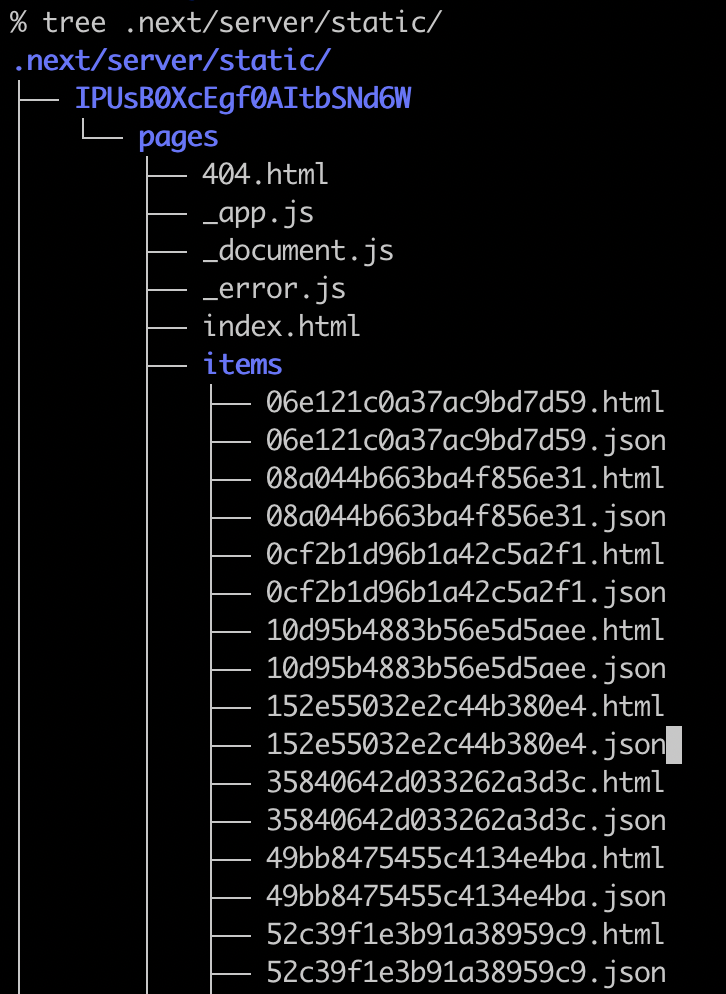 % tree .next/server/static/
.next/server/static/
├── IPUsB0XcEgf0AItbSNd6W
│   └── pages
│       ├── 404.html
│       ├── _app.js
│       ├── _document.js
│       ├── _error.js
│       ├── index.html
│       ├── items
│       │   ├── 06e121c0a37ac9bd7d59.html
│       │   ├── 06e121c0a37ac9bd7d59.json
│       │   ├── 08a044b663ba4f856e31.html
│       │   ├── 08a044b663ba4f856e31.json
│       │   ├── 0cf2b1d96b1a42c5a2f1.html
│       │   ├── 0cf2b1d96b1a42c5a2f1.json
│       │   ├── 10d95b4883b56e5d5aee.html
│       │   ├── 10d95b4883b56e5d5aee.json
│       │   ├── 152e55032e2c44b380e4.html
│       │   ├── 152e55032e2c44b380e4.json
│       │   ├── 35840642d033262a3d3c.html
│       │   ├── 35840642d033262a3d3c.json
│       │   ├── 49bb8475455c4134e4ba.html
│       │   ├── 49bb8475455c4134e4ba.json
│       │   ├── 52c39f1e3b91a38959c9.html
│       │   ├── 52c39f1e3b91a38959c9.json